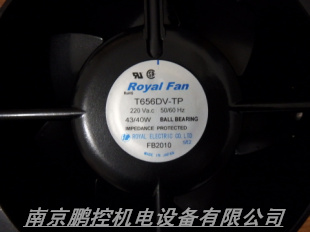 Royal Fan
T656DV-TP
220 Va.c 50/60 Hz
43/40W BALL BEARING
IMPEDANCE PROTECTED
ROYAL ELECTRIC CO LTD
FB2010
MADE IN JAPAN
南京鹏控机电设备有限公司